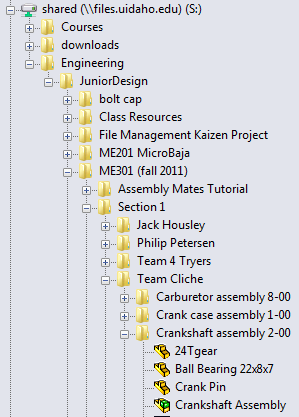 shared (\\files.uidaho.edu) (S:)
Courses
downloads
Engineering
JuniorDesign
bolt cap
Class Resources
File Management Kaizen Project
ME201 MicroBaja
ME301 (fall 2011)
Assembly Mates Tutorial
Section 1
Jack Housley
Philip Petersen
Team 4 Tryers
Team Cliche
Carburetor assembly 8-00
Crank case assembly 1-00
Crankshaft assembly 2-00
24Tgear
Ball Bearing 22x8x7
Crank Pin
Crankshaft Assembly